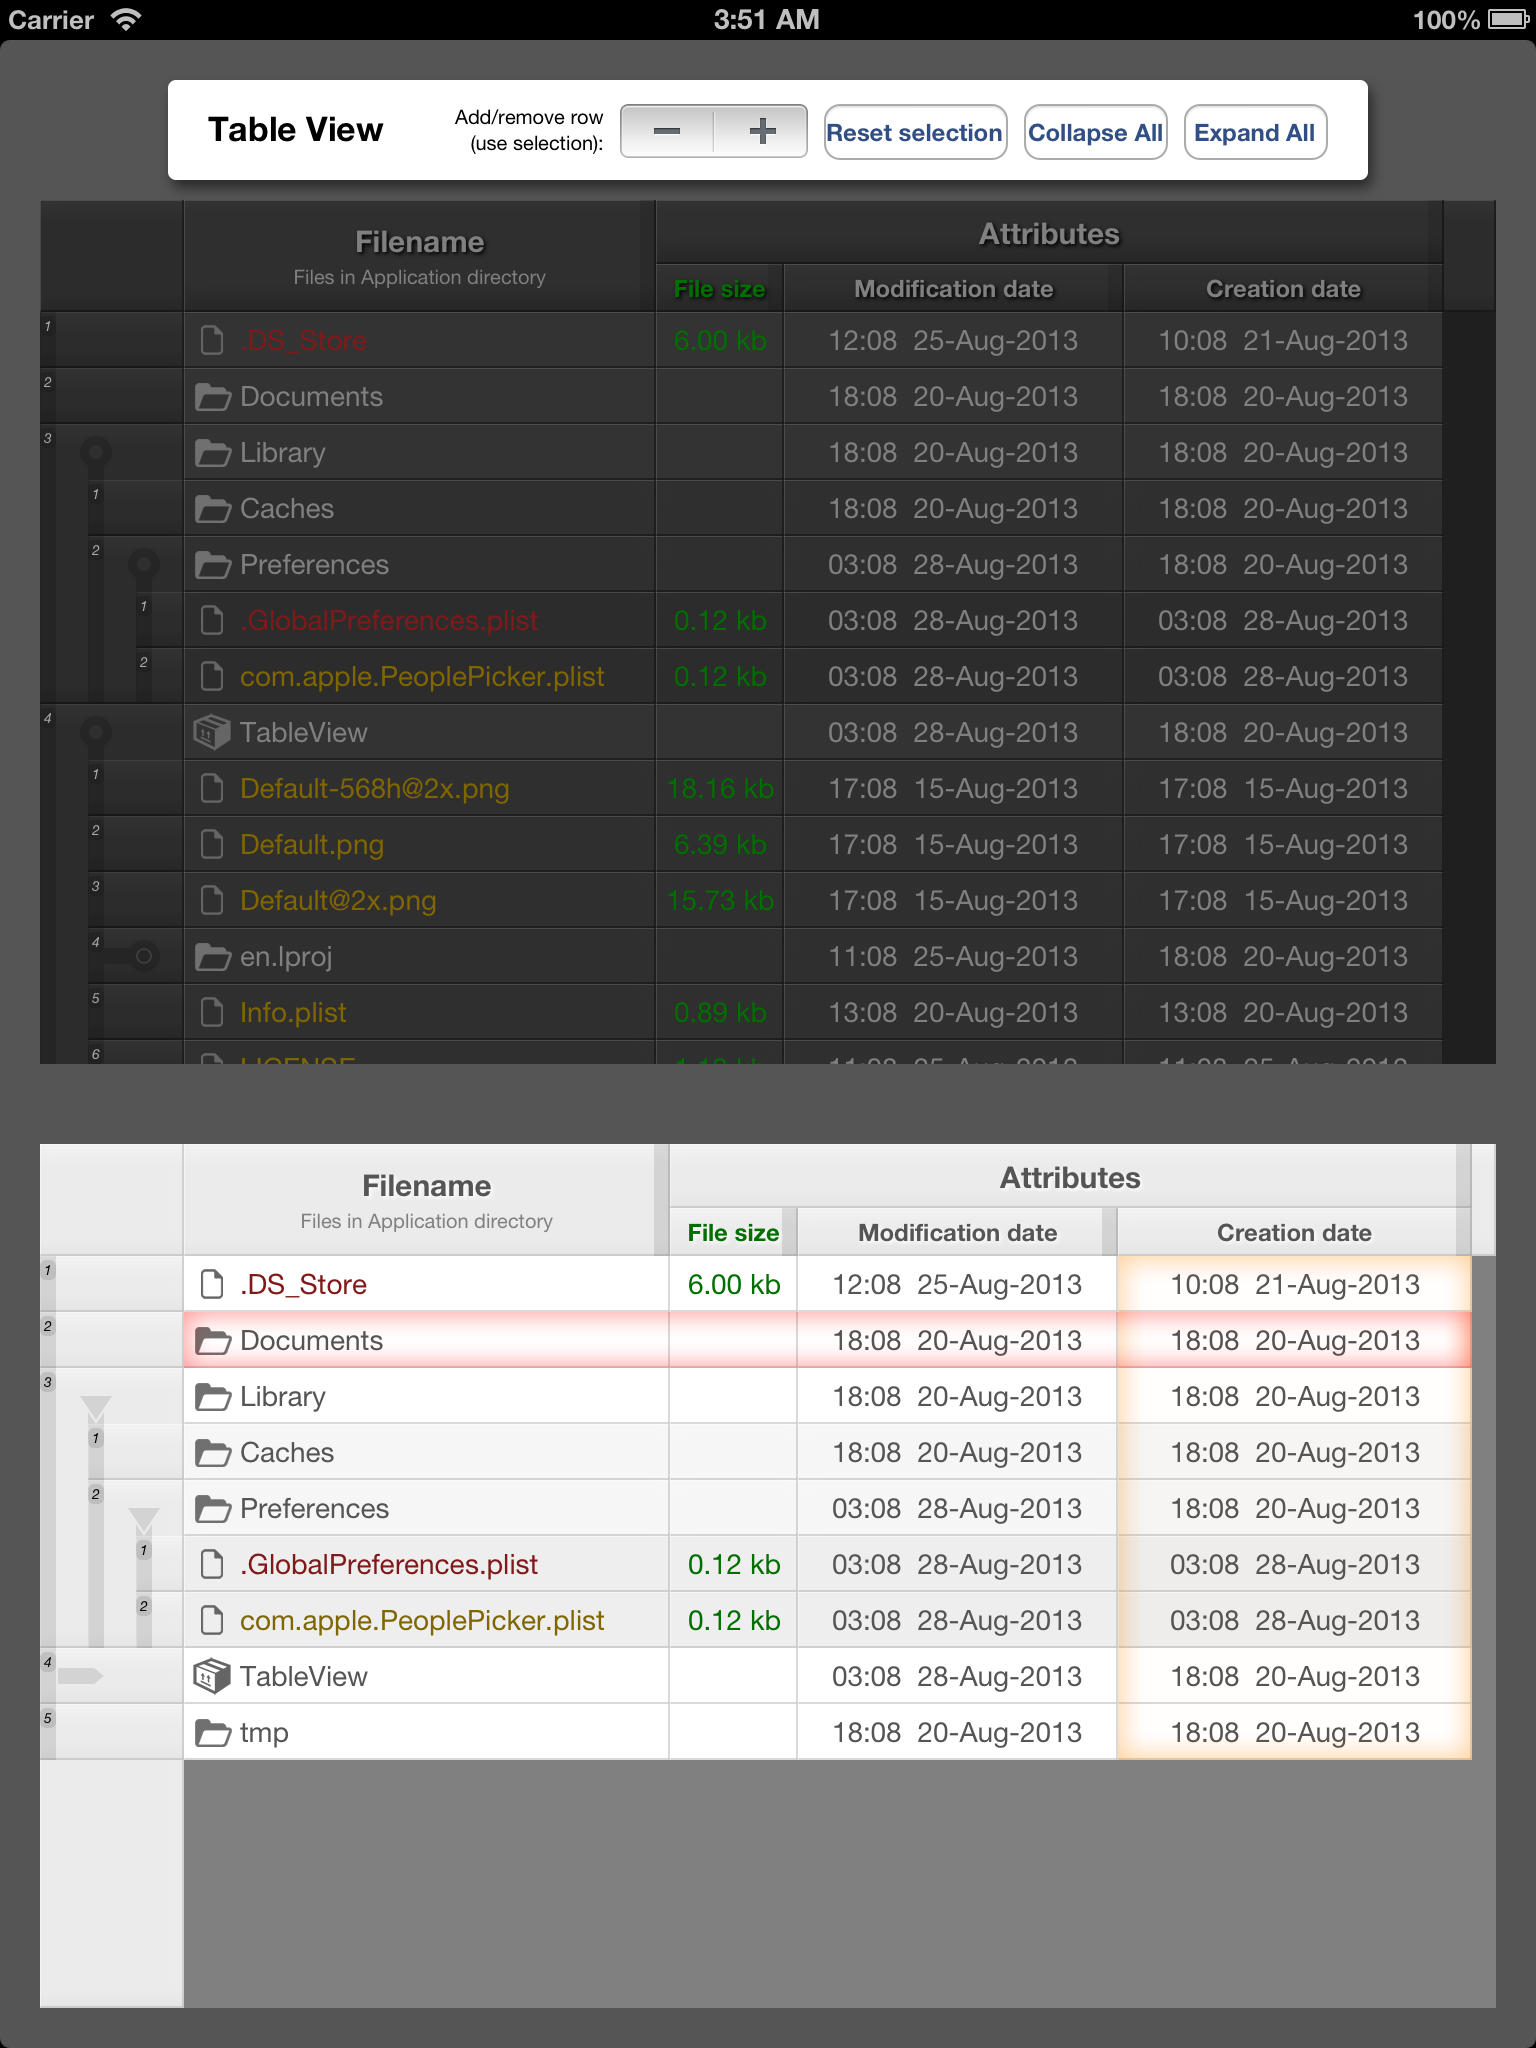 Carrier 3:51 AM 100%
Table View
Add/remove row
(use selection):
Reset selection Collapse All Expand All
Filename Attributes
Files in Application directory
File size Modification date Creation date
1 .DS_Store 6.00 kb 12:08 25-Aug-2013 10:08 21-Aug-2013
2 Documents 18:08 20-Aug-2013 18:08 20-Aug-2013
3 Library 18:08 20-Aug-2013 18:08 20-Aug-2013
1 Caches 18:08 20-Aug-2013 18:08 20-Aug-2013
2 Preferences 03:08 28-Aug-2013 18:08 20-Aug-2013
1 .GlobalPreferences.plist 0.12 kb 03:08 28-Aug-2013 03:08 28-Aug-2013
2 com.apple.PeoplePicker.plist 0.12 kb 03:08 28-Aug-2013 03:08 28-Aug-2013
4 TableView 03:08 28-Aug-2013 18:08 20-Aug-2013
1 Default-568h@2x.png 18.16 kb 17:08 15-Aug-2013 17:08 15-Aug-2013
2 Default.png 6.39 kb 17:08 15-Aug-2013 17:08 15-Aug-2013
3 Default@2x.png 15.73 kb 17:08 15-Aug-2013 17:08 15-Aug-2013
4 en.lproj 11:08 25-Aug-2013 18:08 20-Aug-2013
5 Info.plist 0.89 kb 13:08 20-Aug-2013 13:08 20-Aug-2013
6 LICENSE
Filename Attributes
Files in Application directory
File size Modification date Creation date
1 .DS_Store 6.00 kb 12:08 25-Aug-2013 10:08 21-Aug-2013
2 Documents 18:08 20-Aug-2013 18:08 20-Aug-2013
3 Library 18:08 20-Aug-2013 18:08 20-Aug-2013
1 Caches 18:08 20-Aug-2013 18:08 20-Aug-2013
2 Preferences 03:08 28-Aug-2013 18:08 20-Aug-2013
1 .GlobalPreferences.plist 0.12 kb 03:08 28-Aug-2013 03:08 28-Aug-2013
2 com.apple.PeoplePicker.plist 0.12 kb 03:08 28-Aug-2013 03:08 28-Aug-2013
4 TableView 03:08 28-Aug-2013 18:08 20-Aug-2013
5 tmp 18:08 20-Aug-2013 18:08 20-Aug-2013